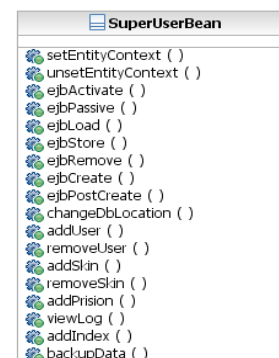 SuperUserBean
setEntityContext ( )
unsetEntityContext ( )
ejbActivate ( )
ejbPassive ( )
ejbLoad ( )
ejbStore ( )
ejbRemove ( )
ejbCreate ( )
ejbPostCreate ( )
changeDbLocation ( )
addUser ( )
removeUser ( )
addSkin ( )
removeSkin ( )
addPrision ( )
viewLog ( )
addIndex ( )
backupData ( )